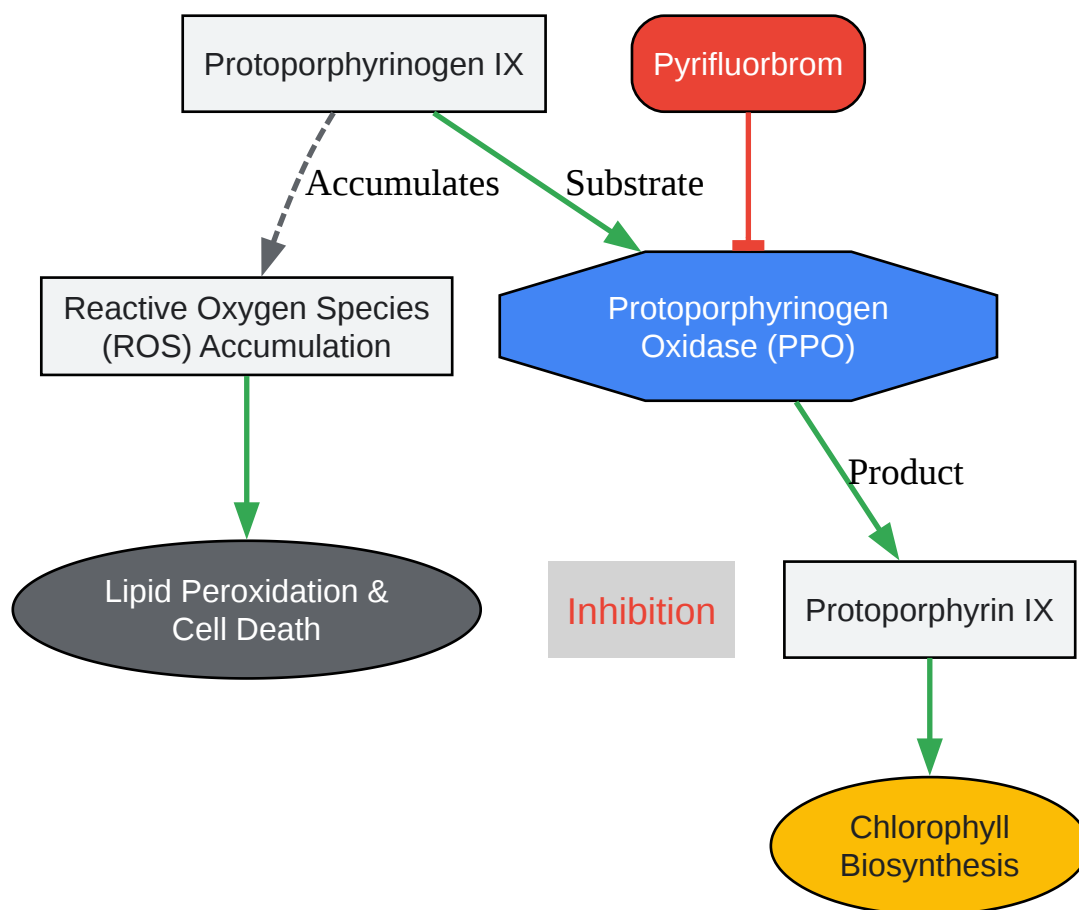 Protoporphyrinogen IX
Pyrifluorbrom
Accumulates
Substrate
Reactive Oxygen Species
(ROS) Accumulation
Protoporphyrinogen
Oxidase (PPO)
Product
Lipid Peroxidation &
Cell Death
Inhibition
Protoporphyrin IX
Chlorophyll
Biosynthesis